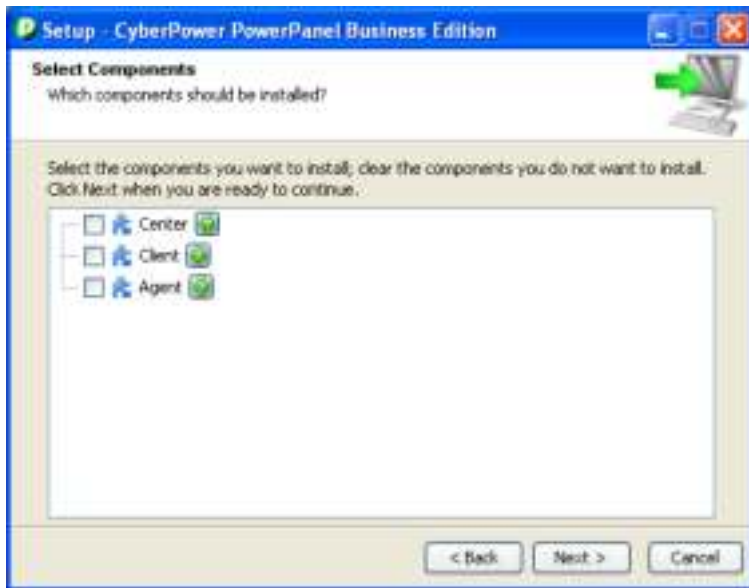 Setup - CyberPower PowerPanel Business Edition
Select Components
Which components should be installed?
Select the components you want to install; clear the components you do not want to install.
Click Next when you are ready to continue.
Center
Client
Agent
< Back
Next >
Cancel